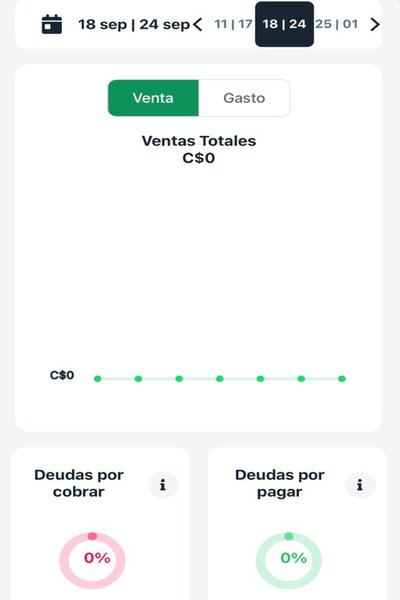 18 sep | 24 sep 11 | 17 18 | 24 25 | 01
Venta Gasto
Ventas Totales
C$0
C$0
Deudas por cobrar
Deudas por pagar
0% 0%